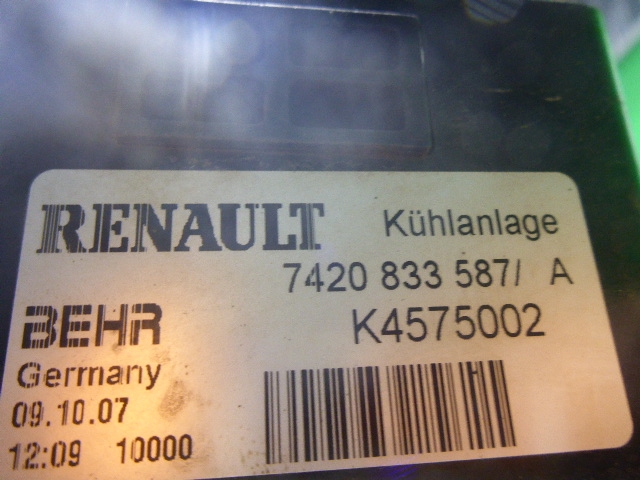 RENAULT Kühlanlage
7420 833 587/ A
BEHR K4575002
Germany
09.10.07
12:09 10000